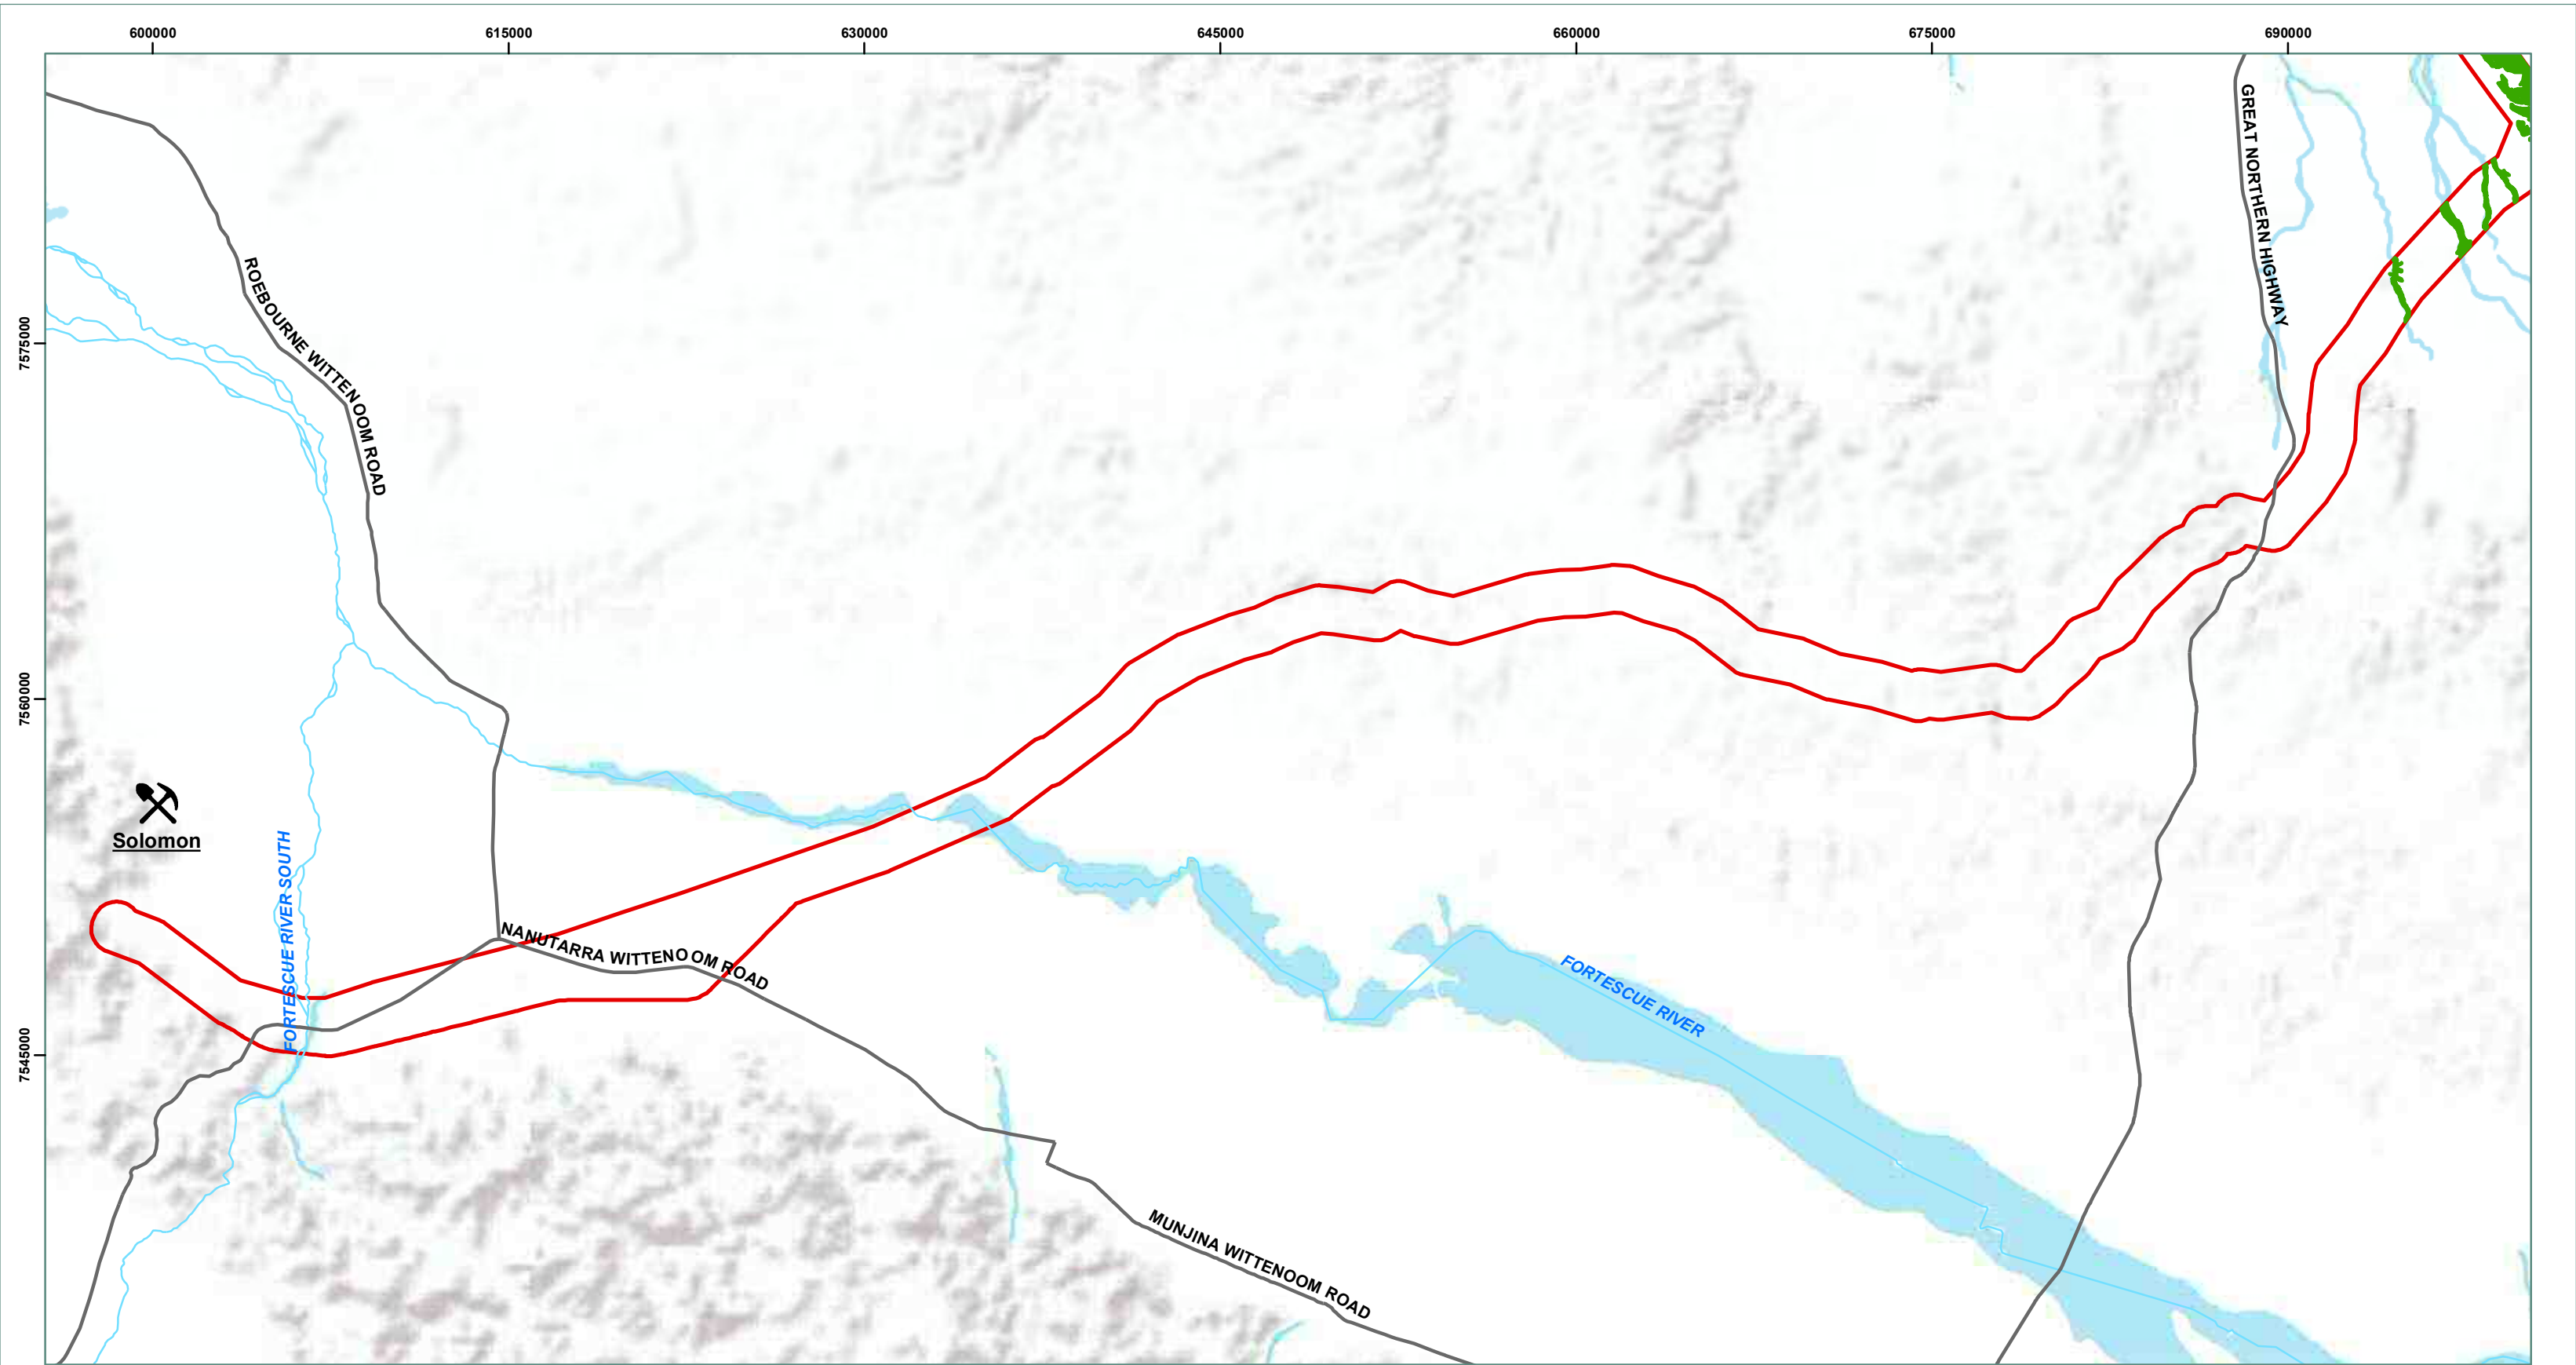 600000
615000
630000
645000
660000
675000
690000
GREAT NORTHERN HIGHWAY
ROEBOURNE WITTENOOM ROAD
7575000
7560000
Solomon
FORTESCUE RIVER SOUTH
NANUTARRA WITTENOOM ROAD
FORTESCUE RIVER
7545000
MUNJINA WITTENOOM ROAD